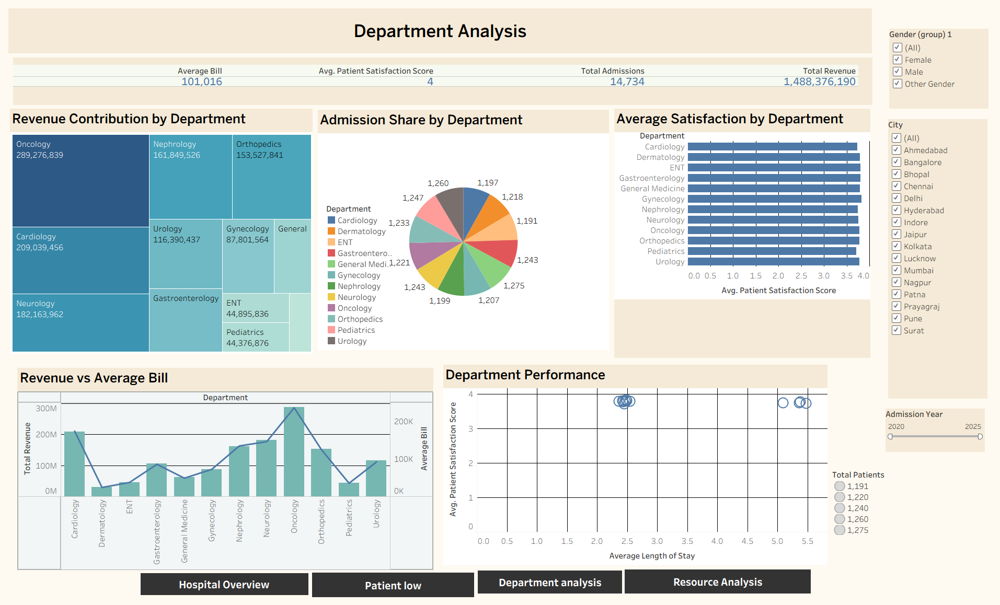 Department Analysis
Average Bill Avg. Patient Satisfaction Score Total Admissions Total Revenue
101,016 4 14,734 1,488,376,190
Gender (group) 1
(All)
Female
Male
Other Gender
Revenue Contribution by Department
Oncology
289,276,839
Nephrology
161,849,526
Orthopedics
153,527,841
Cardiology
209,039,456
Urology
116,390,437
Gynecology
87,801,564
General
Neurology
182,163,962
Gastroenterology
ENT
44,895,836
Pediatrics
44,376,876
Admission Share by Department
1,260
1,197
1,247
1,218
1,233
1,191
1,221
1,243
1,243
1,275
1,199
1,207
Department
Cardiology
Dermatology
ENT
Gastroentero..
General Medi..
Gynecology
Nephrology
Neurology
Oncology
Orthopedics
Pediatrics
Urology
Average Satisfaction by Department
Department
Cardiology
Dermatology
ENT
Gastroenterology
General Medicine
Gynecology
Nephrology
Neurology
Oncology
Orthopedics
Pediatrics
Urology
0.0 0.5 1.0 1.5 2.0 2.5 3.0 3.5 4.0
Avg. Patient Satisfaction Score
City
(All)
Ahmedabad
Bangalore
Bhopal
Chennai
Delhi
Hyderabad
Indore
Jaipur
Kolkata
Lucknow
Mumbai
Nagpur
Patna
Prayagraj
Pune
Surat
Revenue vs Average Bill
Department
Total Revenue
300M
200M
100M
0M
200K
100K
0K
Average Bill
Cardiology
Dermatology
ENT
Gastroenterology
General Medicine
Gynecology
Nephrology
Neurology
Oncology
Orthopedics
Pediatrics
Urology
Department Performance
Avg. Patient Satisfaction Score
4
3
2
1
0
0.0 0.5 1.0 1.5 2.0 2.5 3.0 3.5 4.0 4.5 5.0 5.5
Average Length of Stay
Admission Year
2020 2025
Total Patients
1,191
1,220
1,240
1,260
1,275
Hospital Overview
Patient low
Department analysis
Resource Analysis